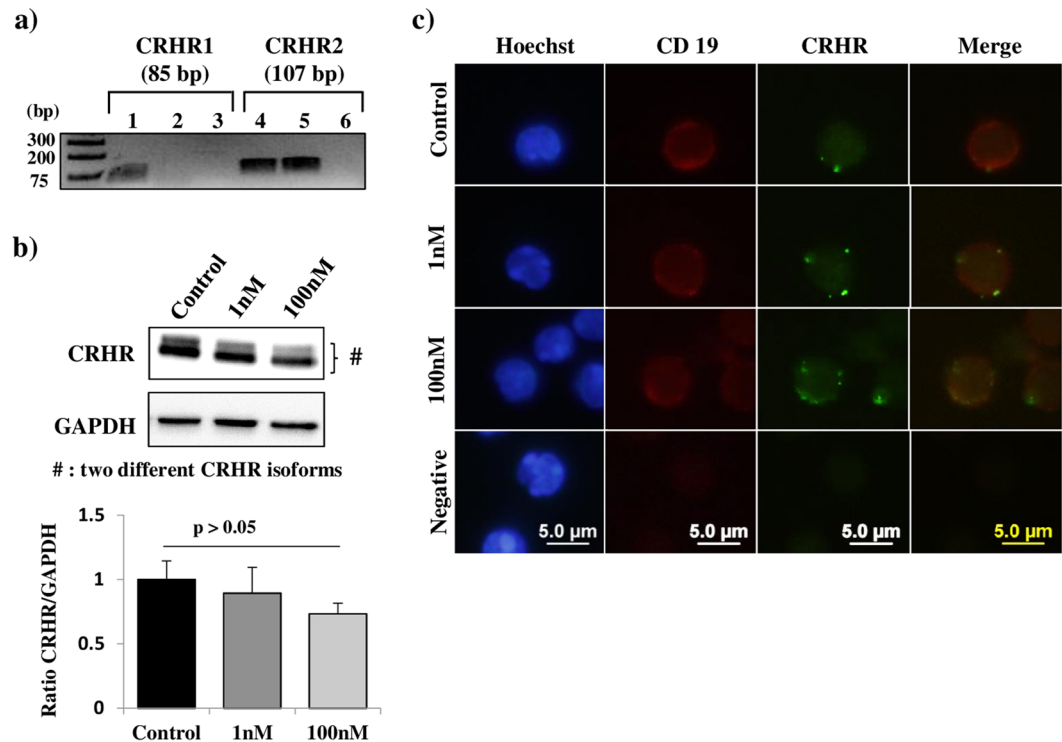 a)
CRHR1 CRHR2
(85 bp) (107 bp)
(bp) 1 2 3 4 5 6
300
200
75
b)
Control 1nM 100nM
CRHR #
GAPDH
# : two different CRHR isoforms
Ratio CRHR/GAPDH
1.5
p > 0.05
1
0.5
0
Control 1nM 100nM
c)
Hoechst CD 19 CRHR Merge
Control
1nM
100nM
Negative
5.0 µm 5.0 µm 5.0 µm 5.0 µm